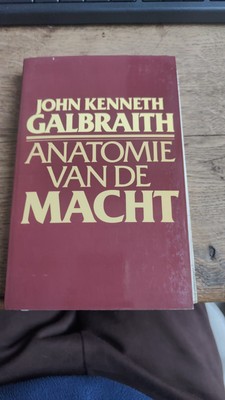 JOHN KENNETH
GALBRAITH
ANATOMIE
VAN DE
MACHT